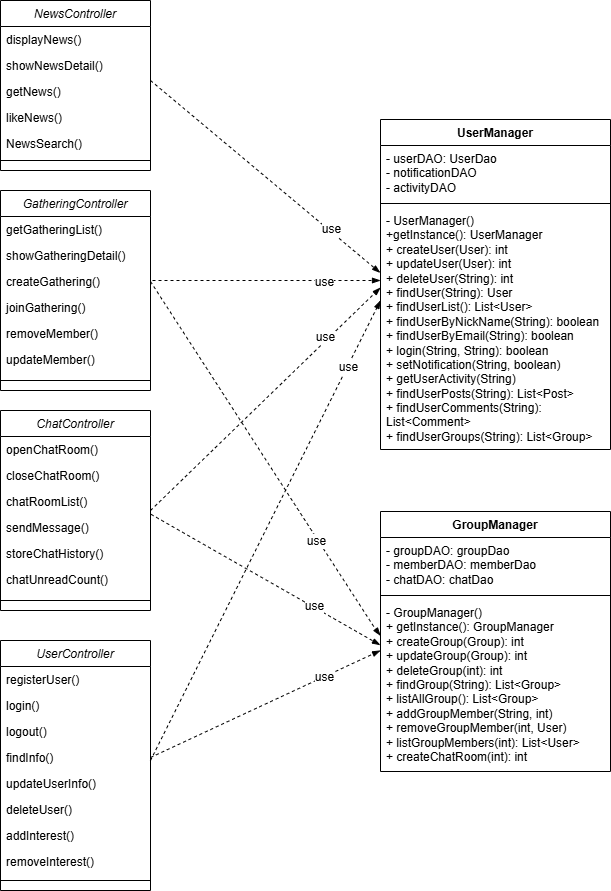 NewsController
displayNews()
showNewsDetail()
getNews()
likeNews()
NewsSearch()
GatheringController
getGatheringList()
showGatheringDetail()
createGathering()
joinGathering()
removeMember()
updateMember()
ChatController
openChatRoom()
closeChatRoom()
chatRoomList()
sendMessage()
storeChatHistory()
chatUnreadCount()
UserController
registerUser()
login()
logout()
findInfo()
updateUserInfo()
deleteUser()
addInterest()
removeInterest()
use
use
use
use
use
use
use
UserManager
- userDAO: UserDao
- notificationDAO
- activityDAO
- UserManager()
+getInstance(): UserManager
+ createUser(User): int
+ updateUser(User): int
+ deleteUser(String): int
+ findUser(String): User
+ findUserList(): List<User>
+ findUserByNickName(String): boolean
+ findUserByEmail(String): boolean
+ login(String, String): boolean
+ setNotification(String, boolean)
+ getUserActivity(String)
+ findUserPosts(String): List<Post>
+ findUserComments(String):
List<Comment>
+ findUserGroups(String): List<Group>
GroupManager
- groupDAO: groupDao
- memberDAO: memberDao
- chatDAO: chatDao
- GroupManager()
+ getInstance(): GroupManager
+ createGroup(Group): int
+ updateGroup(Group): int
+ deleteGroup(int): int
+ findGroup(String): List<Group>
+ listAllGroup(): List<Group>
+ addGroupMember(String, int)
+ removeGroupMember(int, User)
+ listGroupMembers(int): List<User>
+ createChatRoom(int): int